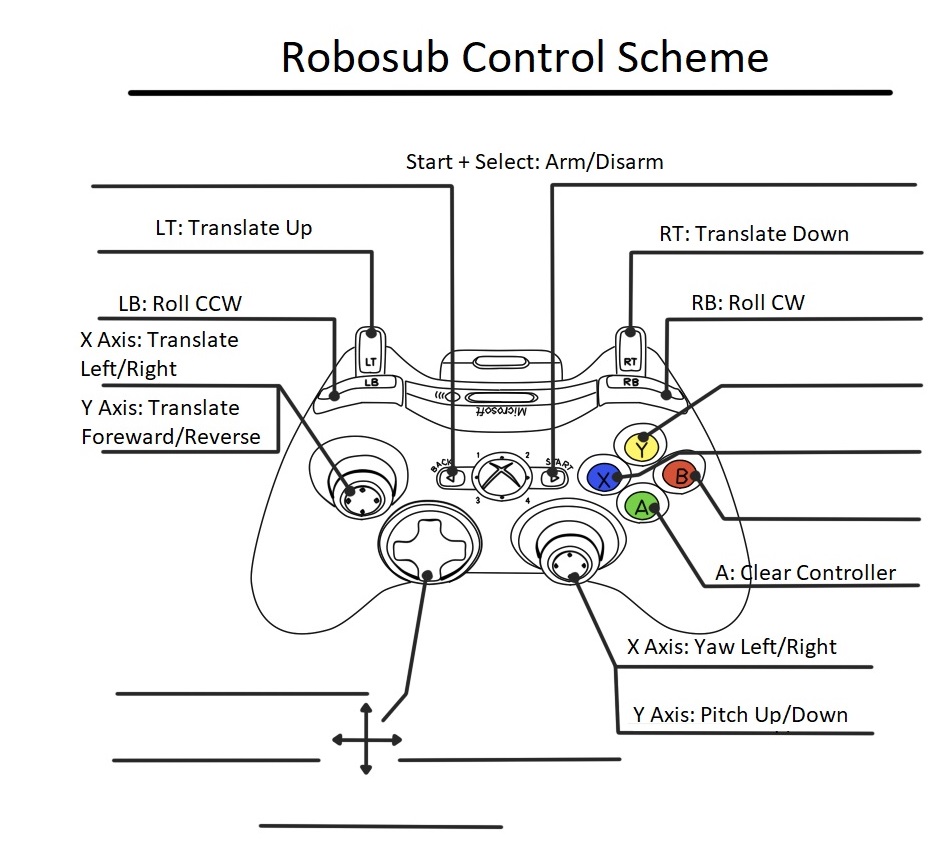 Robosub Control Scheme
Start + Select: Arm/Disarm
LT: Translate Up
RT: Translate Down
LB: Roll CCW
RB: Roll CW
X Axis: Translate
Left/Right
Y Axis: Translate
Foreward/Reverse
LT
RT
LB
RB
Microsoft
Y
X
B
A
BACK
START
1
2
3
4
A: Clear Controller
X Axis: Yaw Left/Right
Y Axis: Pitch Up/Down